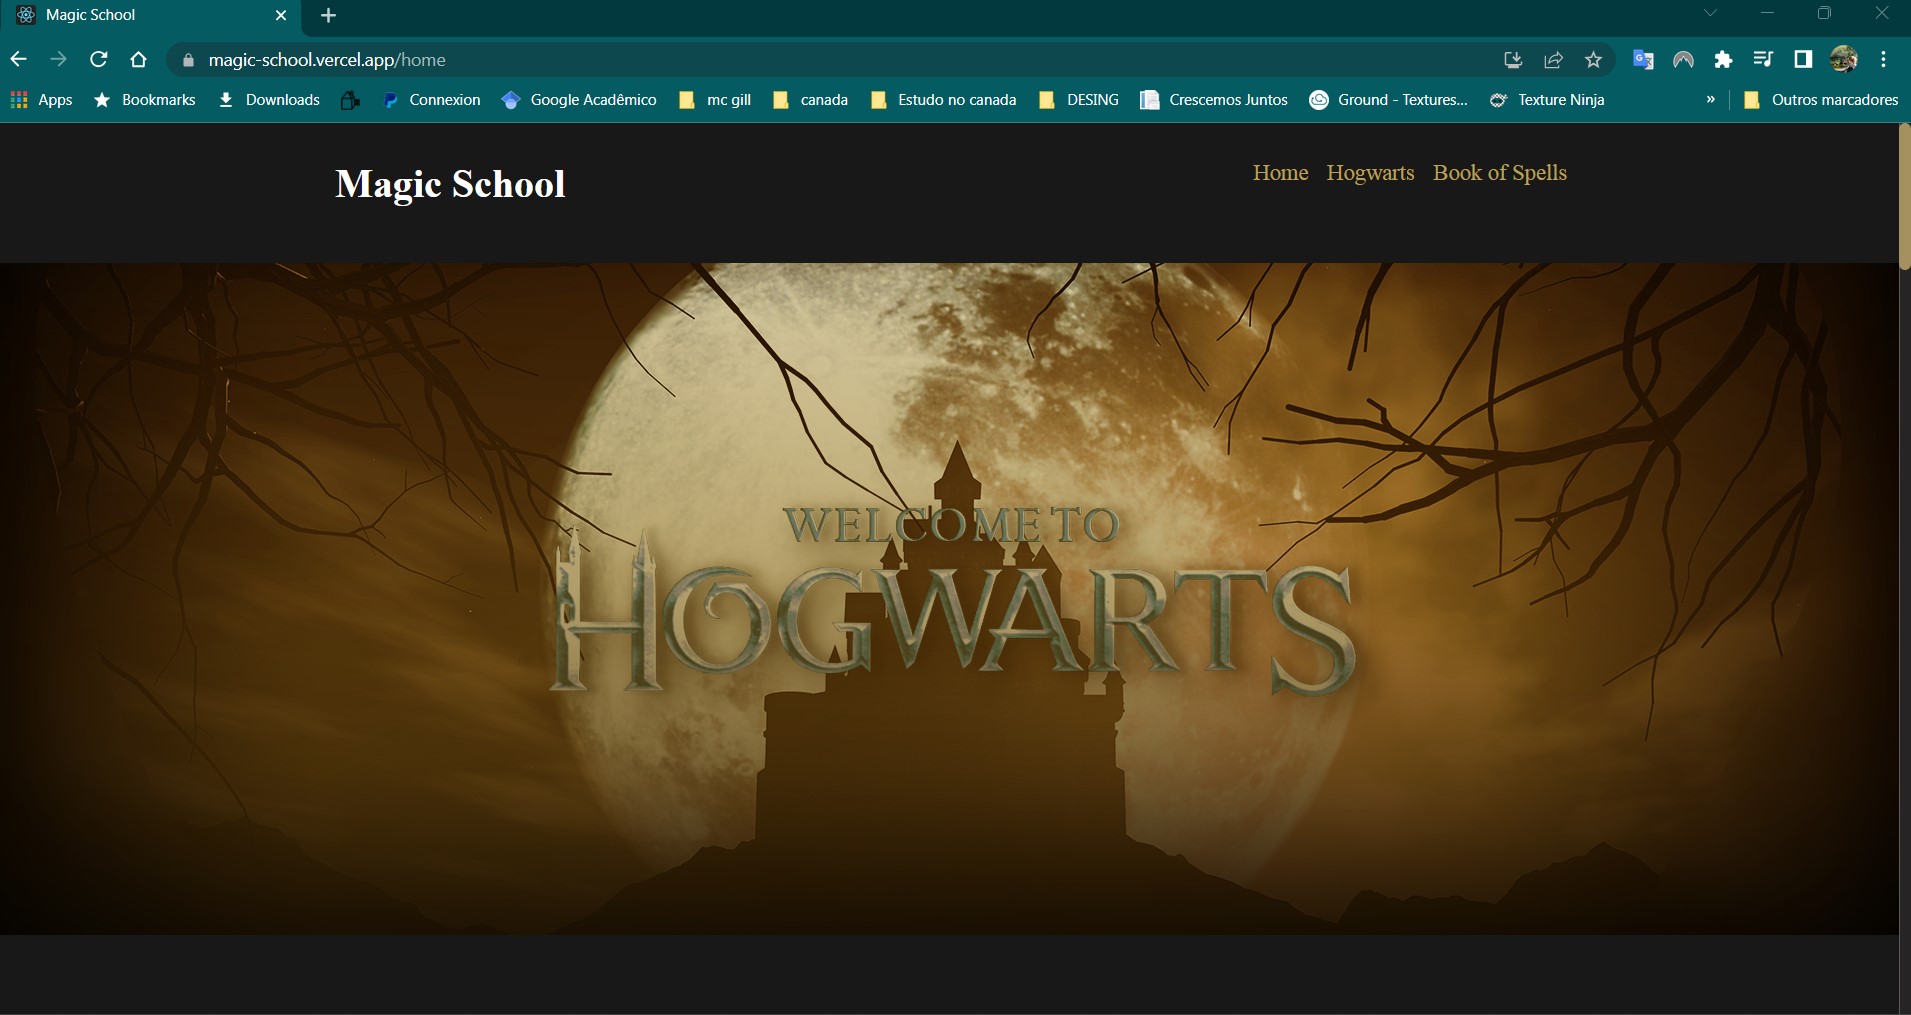 Magic School
magic-school.vercel.app/home
Apps Bookmarks Downloads Connexion Google Acadêmico mc gill canada Estudo no canada DESING Crescemos Juntos Ground - Textures... Texture Ninja » Outros marcadores
Magic School Home Hogwarts Book of Spells
WELCOME TO
HOGWARTS